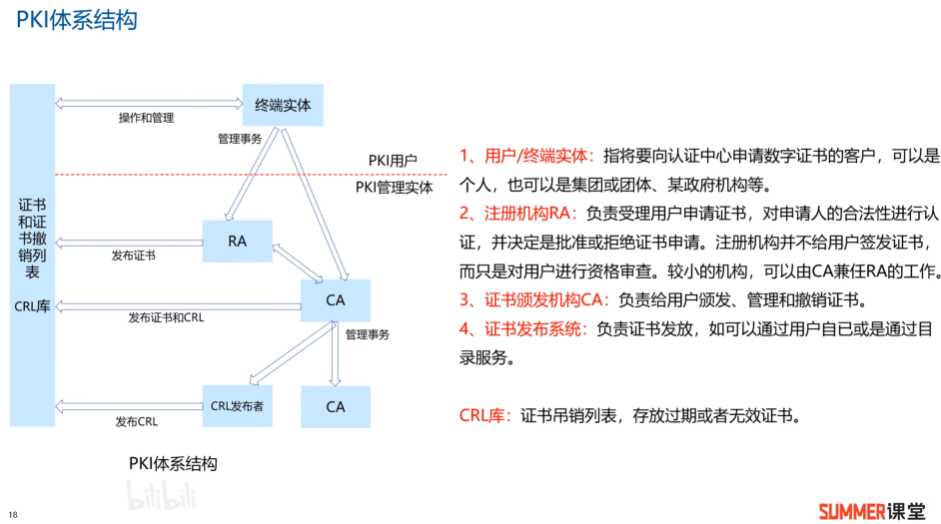 PKI体系结构
终端实体
操作和管理
管理事务
PKI用户
PKI管理实体
证书
和证
书撤
销列
表
CRL库
RA
发布证书
CA
发布证书和CRL
管理事务
CRL发布者
CA
发布CRL
PKI体系结构
1、用户/终端实体：指将要向认证中心申请数字证书的客户，可以是
个人，也可以是集团或团体、某政府机构等。
2、注册机构RA：负责受理用户申请证书，对申请人的合法性进行认
证，并决定是批准或拒绝证书申请。注册机构并不给用户签发证书，
而只是对用户进行资格审查。较小的机构，可以由CA兼任RA的工作。
3、证书颁发机构CA：负责给用户颁发、管理和撤销证书。
4、证书发布系统：负责证书发放，如可以通过用户自已或是通过目
录服务。
CRL库：证书吊销列表，存放过期或者无效证书。
bilibili
18
SUMMER课堂